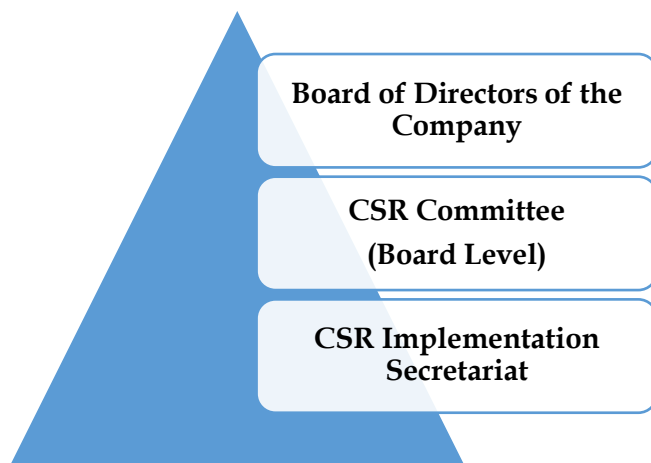 Board of Directors of the
Company
CSR Committee
(Board Level)
CSR Implementation
Secretariat